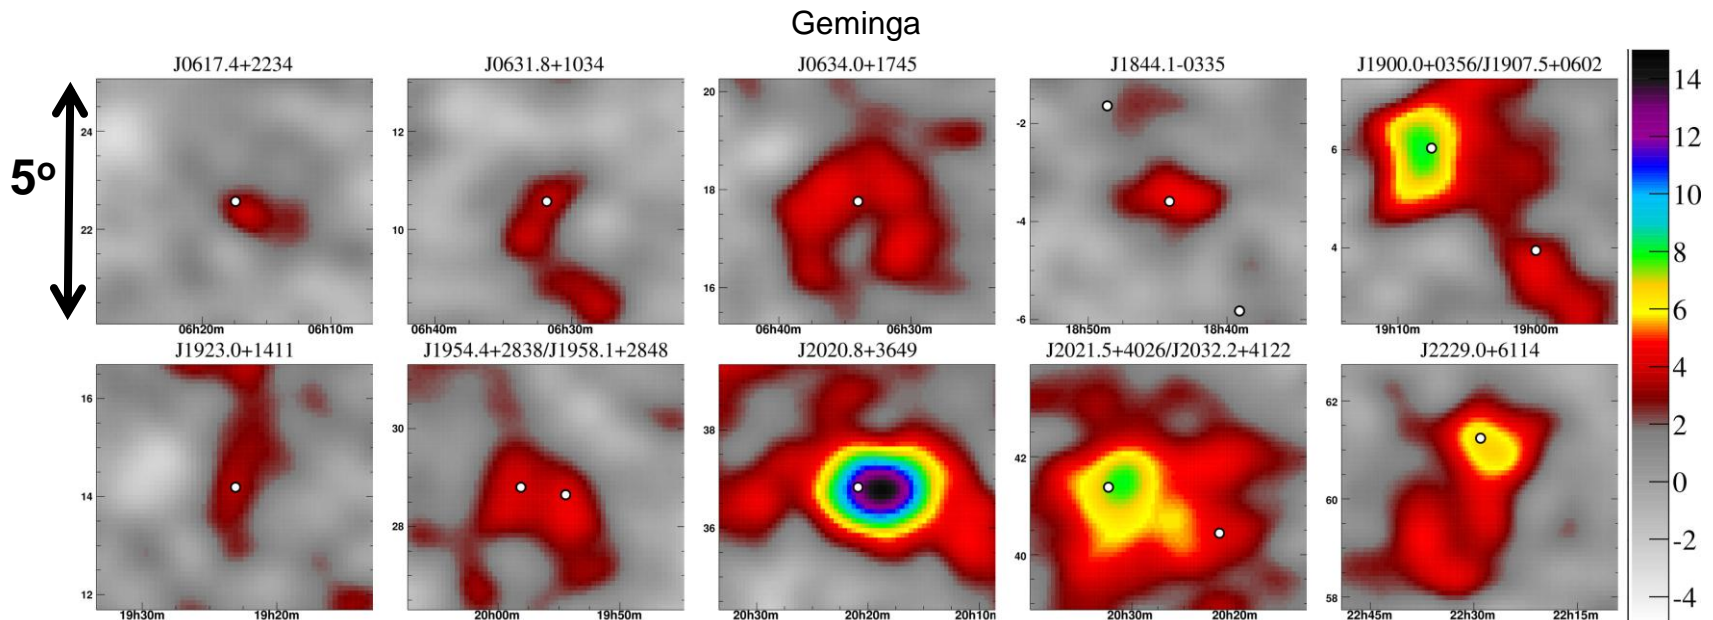 Geminga
J0617.4+2234 J0631.8+1034 J0634.0+1745 J1844.1-0335 J1900.0+0356/J1907.5+0602
5º
24 22
06h20m 06h10m
12 10
06h40m 06h30m
20 18 16
06h40m 06h30m
-2 -4 -6
18h50m 18h40m
6 4
19h10m 19h00m
14 12 10 8 6 4 2 0 -2 -4
J1923.0+1411 J1954.4+2838/J1958.1+2848 J2020.8+3649 J2021.5+4026/J2032.2+4122 J2229.0+6114
16 14 12
19h30m 19h20m
30 28
20h00m 19h50m
38 36
20h30m 20h20m 20h10m
42 40
20h30m 20h20m
62 60 58
22h45m 22h30m 22h15m